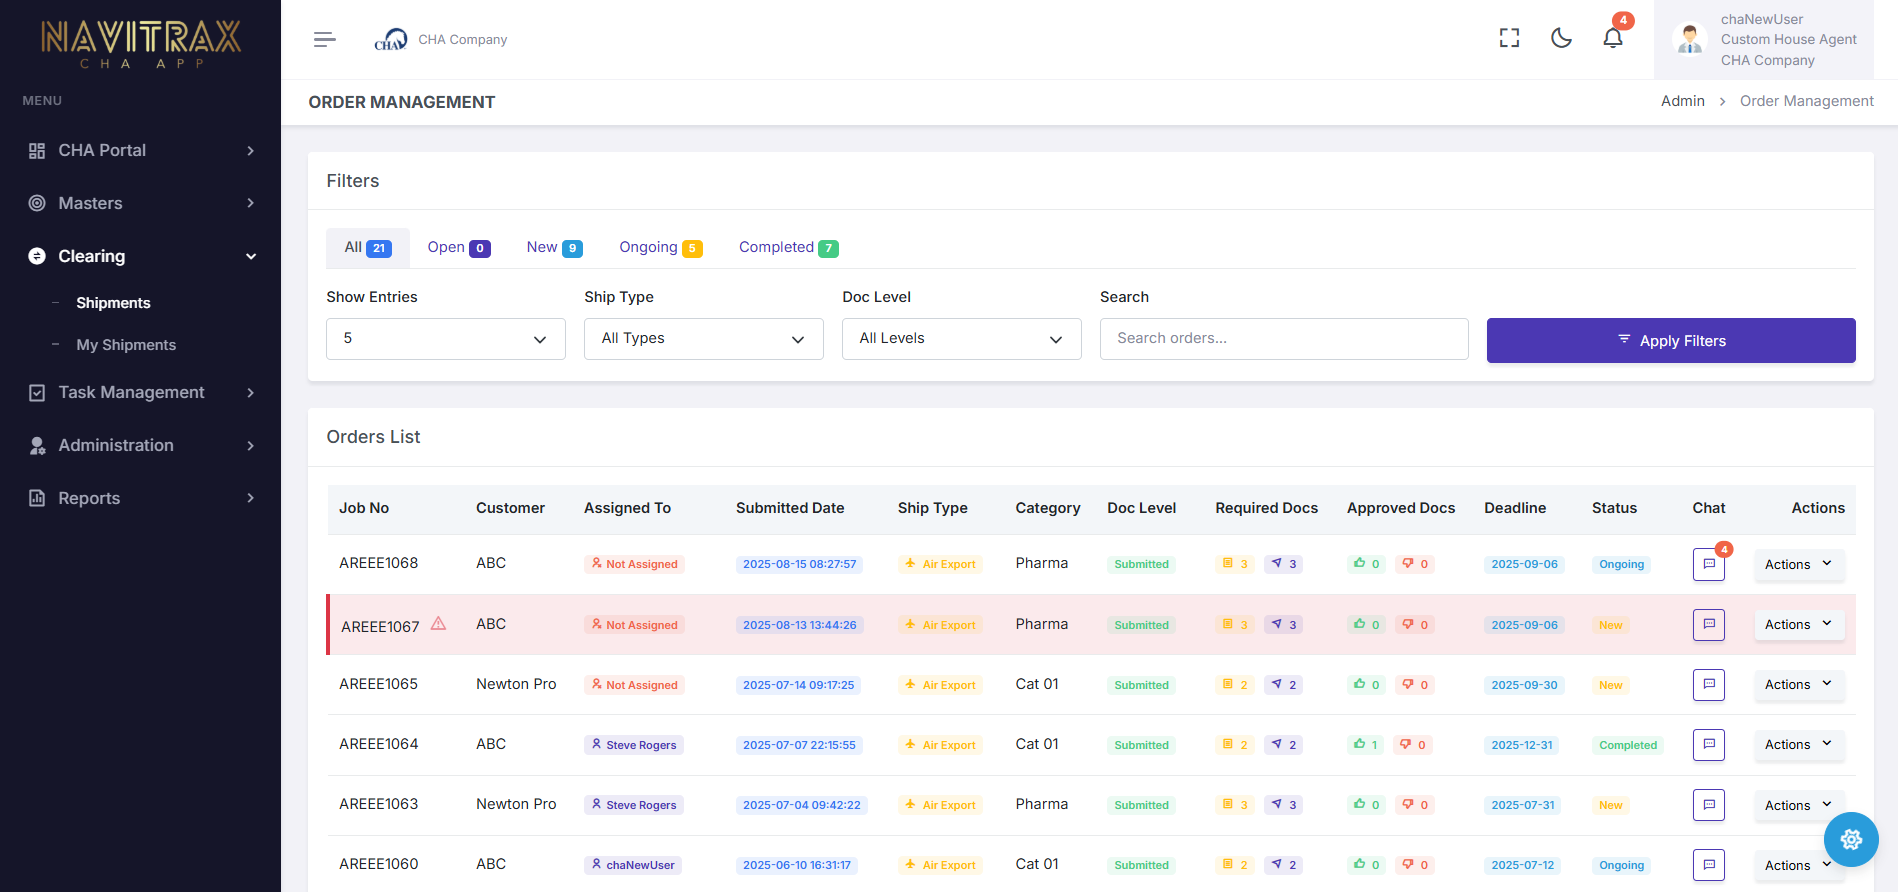 NAVITRAX
CHA APP
MENU
CHA Portal
Masters
Clearing
Shipments
My Shipments
Task Management
Administration
Reports
CHA CHA Company
4
chaNewUser
Custom House Agent
CHA Company
ORDER MANAGEMENT
Admin > Order Management
Filters
All 21 Open 0 New 9 Ongoing 5 Completed 7
Show Entries Ship Type Doc Level Search
5 All Types All Levels Search orders... Apply Filters
Orders List
Job No Customer Assigned To Submitted Date Ship Type Category Doc Level Required Docs Approved Docs Deadline Status Chat Actions
AREEE1068 ABC Not Assigned 2025-08-15 08:27:57 Air Export Pharma Submitted 3 3 0 0 2025-09-06 Ongoing 4 Actions
AREEE1067 ABC Not Assigned 2025-08-13 13:44:26 Air Export Pharma Submitted 3 3 0 0 2025-09-06 New Actions
AREEE1065 Newton Pro Not Assigned 2025-07-14 09:17:25 Air Export Cat 01 Submitted 2 2 0 0 2025-09-30 New Actions
AREEE1064 ABC Steve Rogers 2025-07-07 22:15:55 Air Export Cat 01 Submitted 2 2 1 0 2025-12-31 Completed Actions
AREEE1063 Newton Pro Steve Rogers 2025-07-04 09:42:22 Air Export Pharma Submitted 3 3 0 0 2025-07-31 New Actions
AREEE1060 ABC chaNewUser 2025-06-10 16:31:17 Air Export Cat 01 Submitted 2 2 0 0 2025-07-12 Ongoing Actions